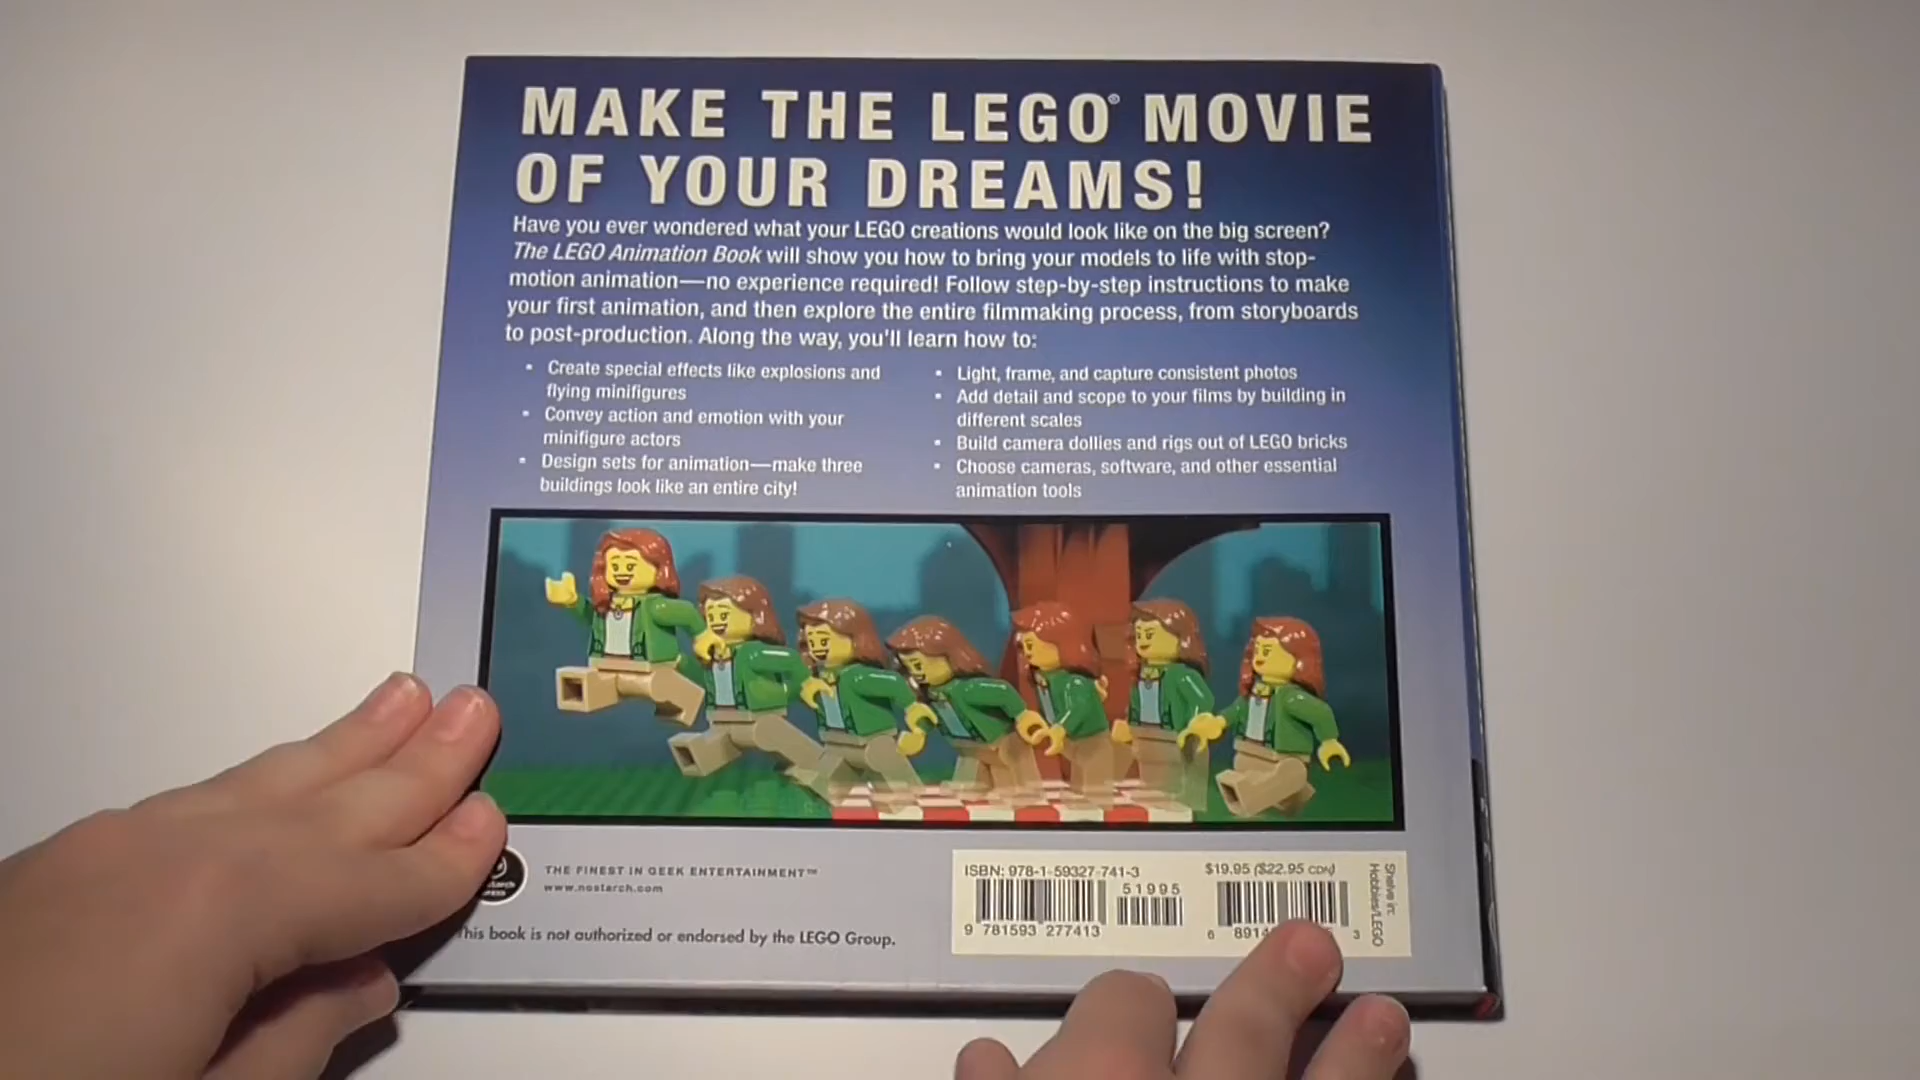 MAKE THE LEGO® MOVIE
OF YOUR DREAMS!
Have you ever wondered what your LEGO creations would look like on the big screen?
The LEGO Animation Book will show you how to bring your models to life with stop-
motion animation—no experience required! Follow step-by-step instructions to make
your first animation, and then explore the entire filmmaking process, from storyboards
to post-production. Along the way, you'll learn how to:
• Create special effects like explosions and
flying minifigures
• Convey action and emotion with your
minifigure actors
• Design sets for animation—make three
buildings look like an entire city!
• Light, frame, and capture consistent photos
• Add detail and scope to your films by building in
different scales
• Build camera dollies and rigs out of LEGO bricks
• Choose cameras, software, and other essential
animation tools
THE FINEST IN GEEK ENTERTAINMENT™
www.nostarch.com
This book is not authorized or endorsed by the LEGO Group.
ISBN: 978-1-59327-741-3
51995
9 781593 277413
$19.95 ($22.95 CDN)
6 891 3
Shelve in:
Hobbies/LEGO